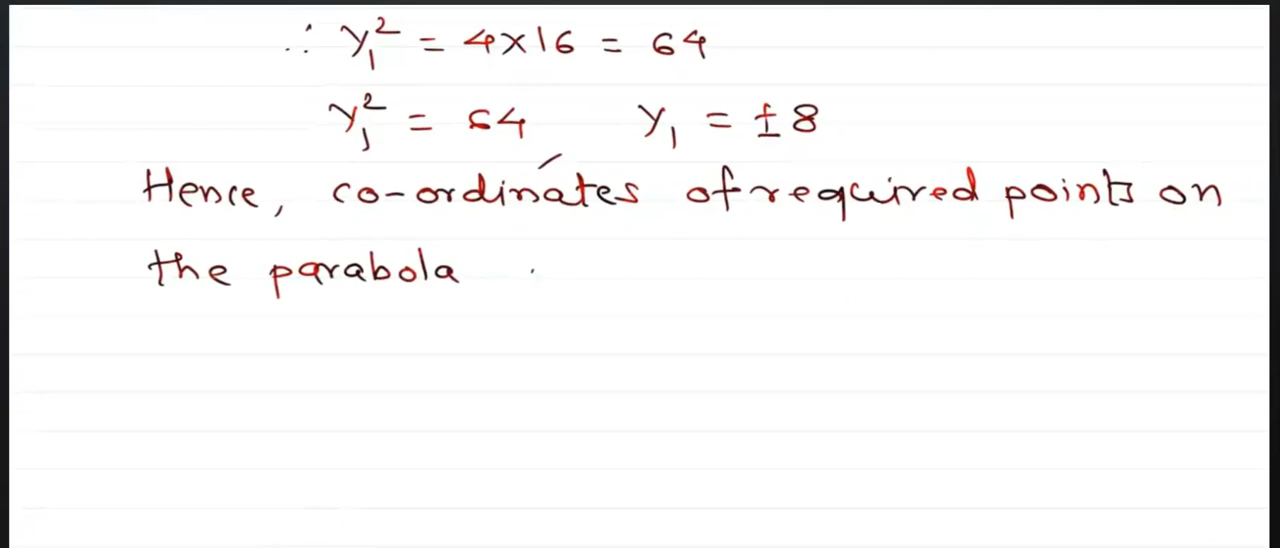 ∴ y₁² = 4×16 = 64
y₁² = 64 y₁ = ±8
Hence, co-ordinates of required points on
the parabola